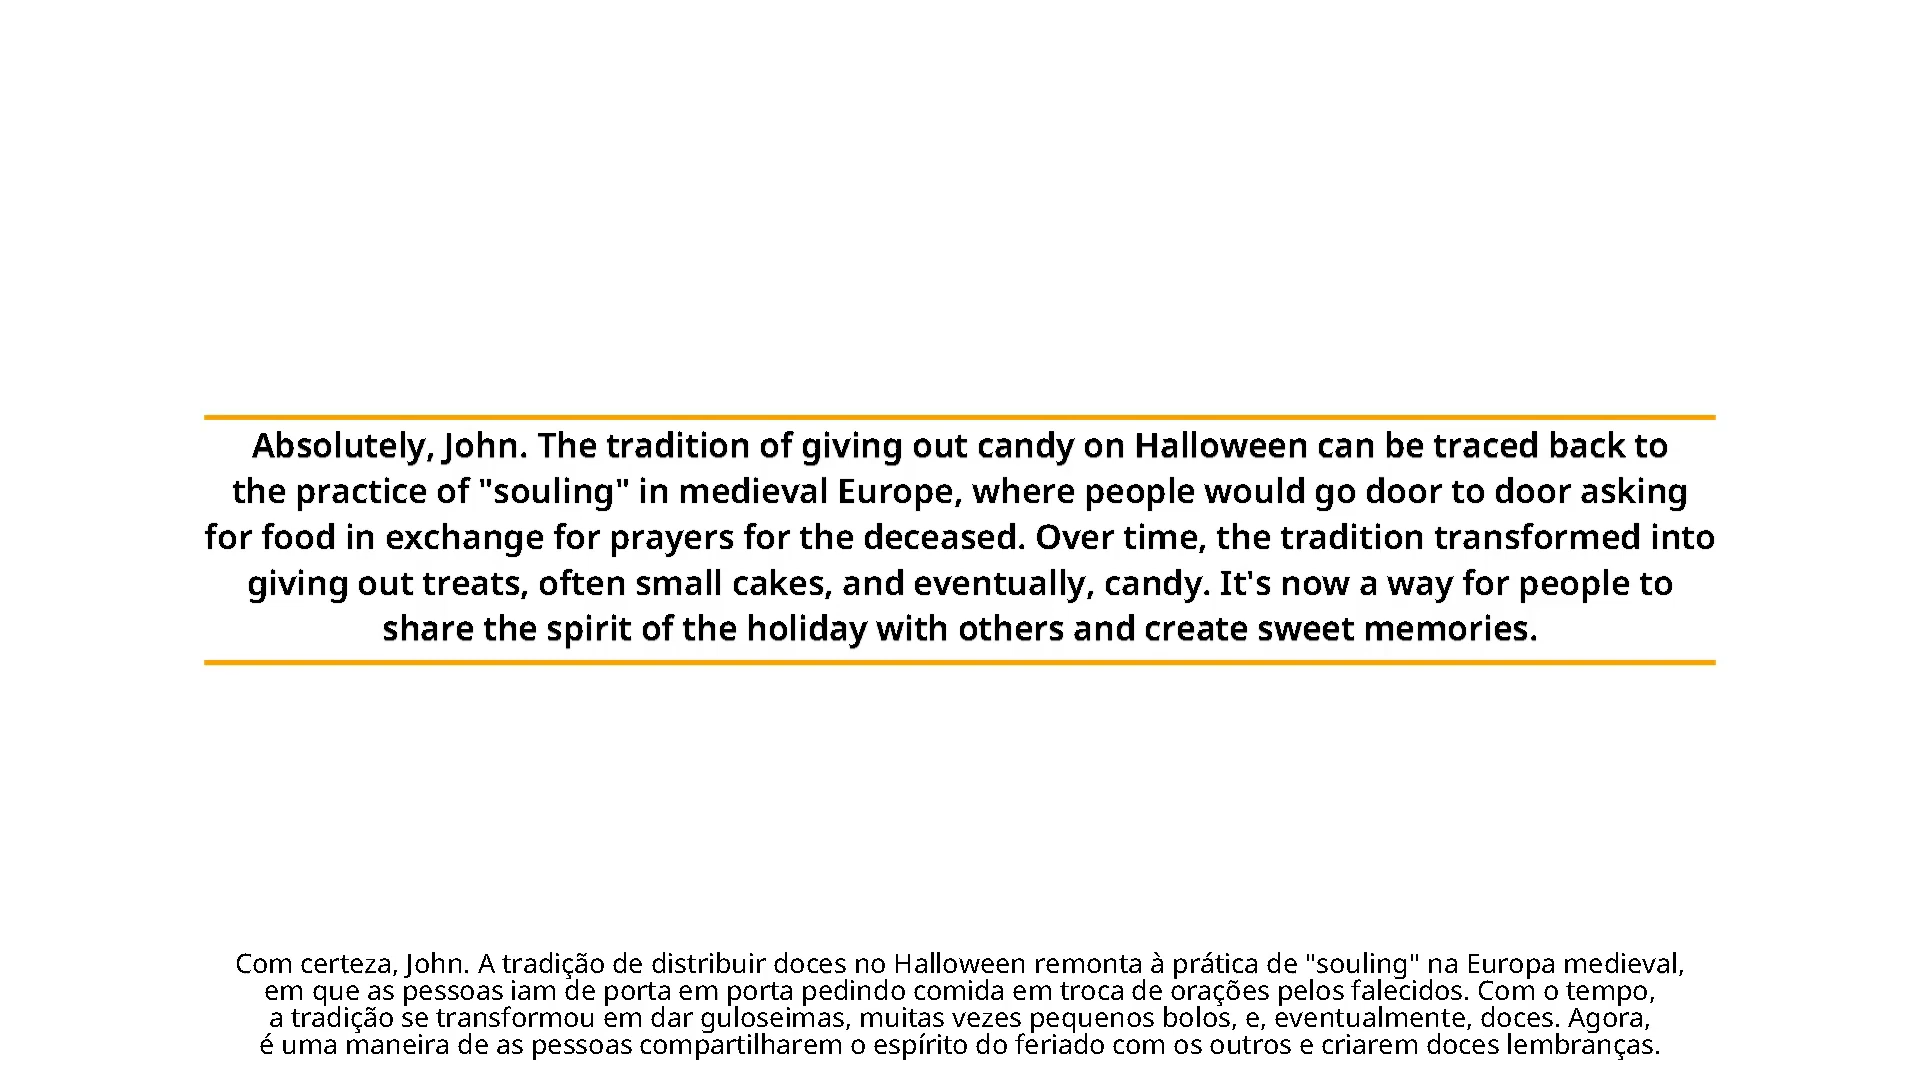 Absolutely, John. The tradition of giving out candy on Halloween can be traced back to
the practice of "souling" in medieval Europe, where people would go door to door asking
for food in exchange for prayers for the deceased. Over time, the tradition transformed into
giving out treats, often small cakes, and eventually, candy. It's now a way for people to
share the spirit of the holiday with others and create sweet memories.
Com certeza, John. A tradição de distribuir doces no Halloween remonta à prática de "souling" na Europa medieval,
em que as pessoas iam de porta em porta pedindo comida em troca de orações pelos falecidos. Com o tempo,
a tradição se transformou em dar guloseimas, muitas vezes pequenos bolos, e, eventualmente, doces. Agora,
é uma maneira de as pessoas compartilharem o espírito do feriado com os outros e criarem doces lembranças.